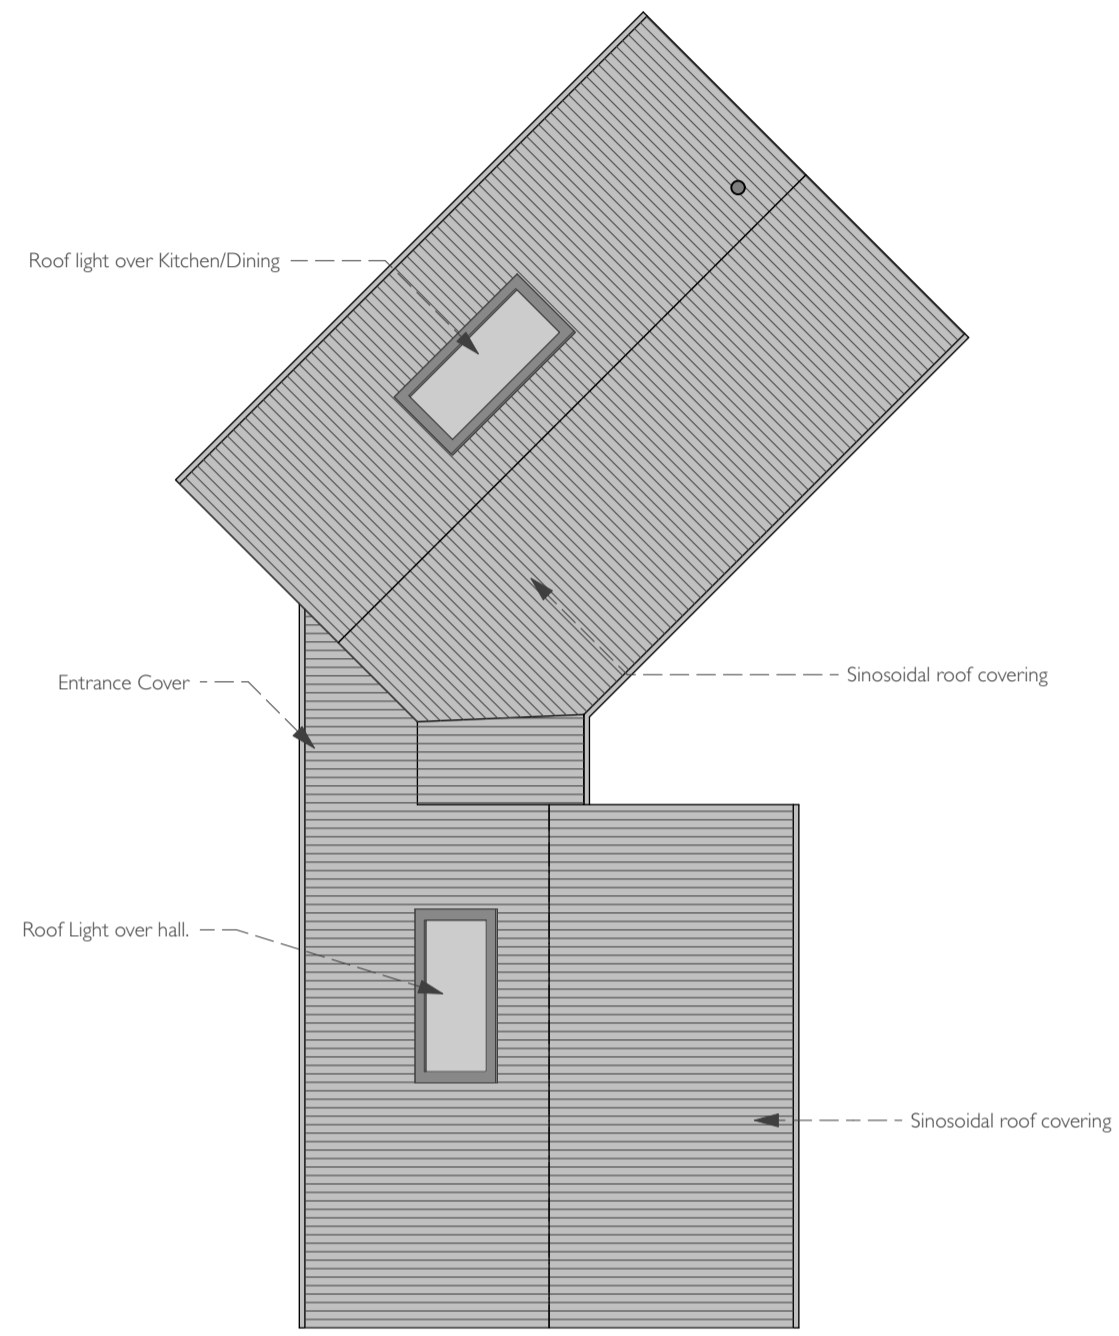 Roof light over Kitchen/Dining
Sinosoidal roof covering
Entrance Cover
Roof Light over hall.
Sinosoidal roof covering